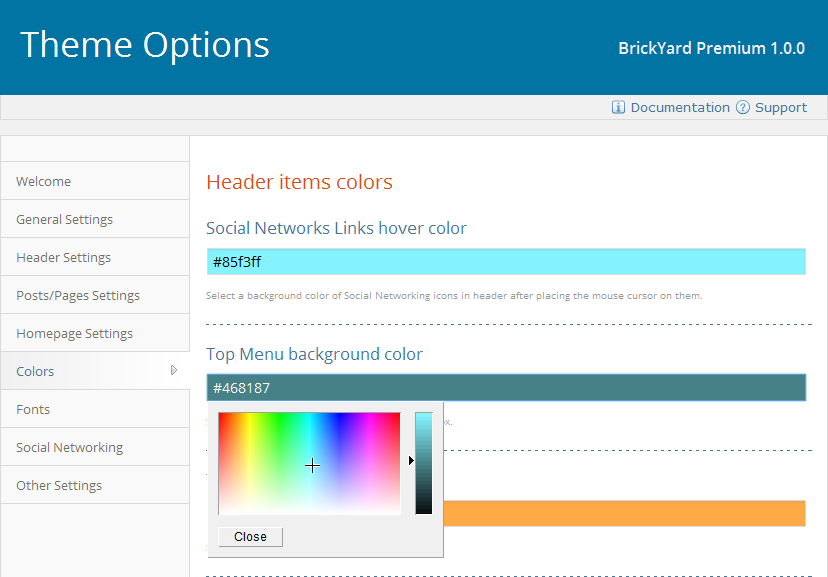 Theme Options
BrickYard Premium 1.0.0
Documentation
Support
Welcome
General Settings
Header Settings
Posts/Pages Settings
Homepage Settings
Colors
Fonts
Social Networking
Other Settings
Header items colors
Social Networks Links hover color
#85f3ff
Select a background color of Social Networking icons in header after placing the mouse cursor on them.
Top Menu background color
#468187
Close